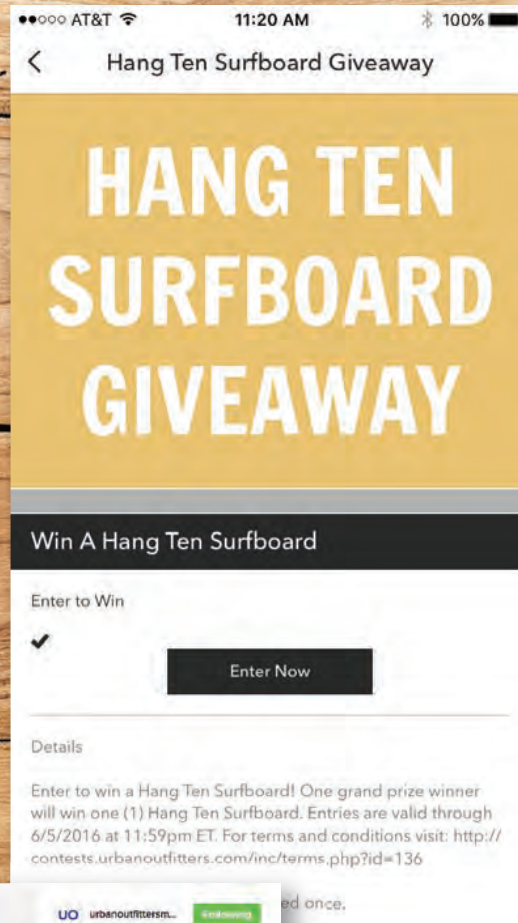 AT&T 11:20 AM 100%
Hang Ten Surfboard Giveaway
HANG TEN
SURFBOARD
GIVEAWAY
Win A Hang Ten Surfboard
Enter to Win
Enter Now
Details
Enter to win a Hang Ten Surfboard! One grand prize winner
will win one (1) Hang Ten Surfboard. Entries are valid through
6/5/2016 at 11:59pm ET. For terms and conditions visit: http://
contests.urbanoutfitters.com/inc/terms.php?id=136
once.
UO urbanoutfittersm... Following